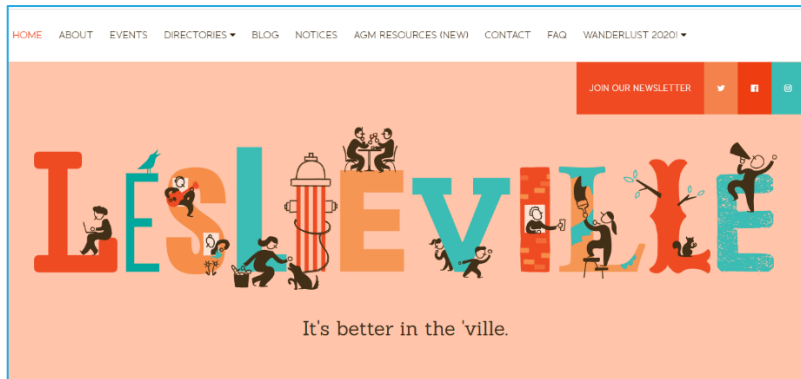 HOME ABOUT EVENTS DIRECTORIES BLOG NOTICES AGM RESOURCES (NEW) CONTACT FAQ WANDERLUST 2020!
JOIN OUR NEWSLETTER
LÉSLIEVILLE
It's better in the 'ville.